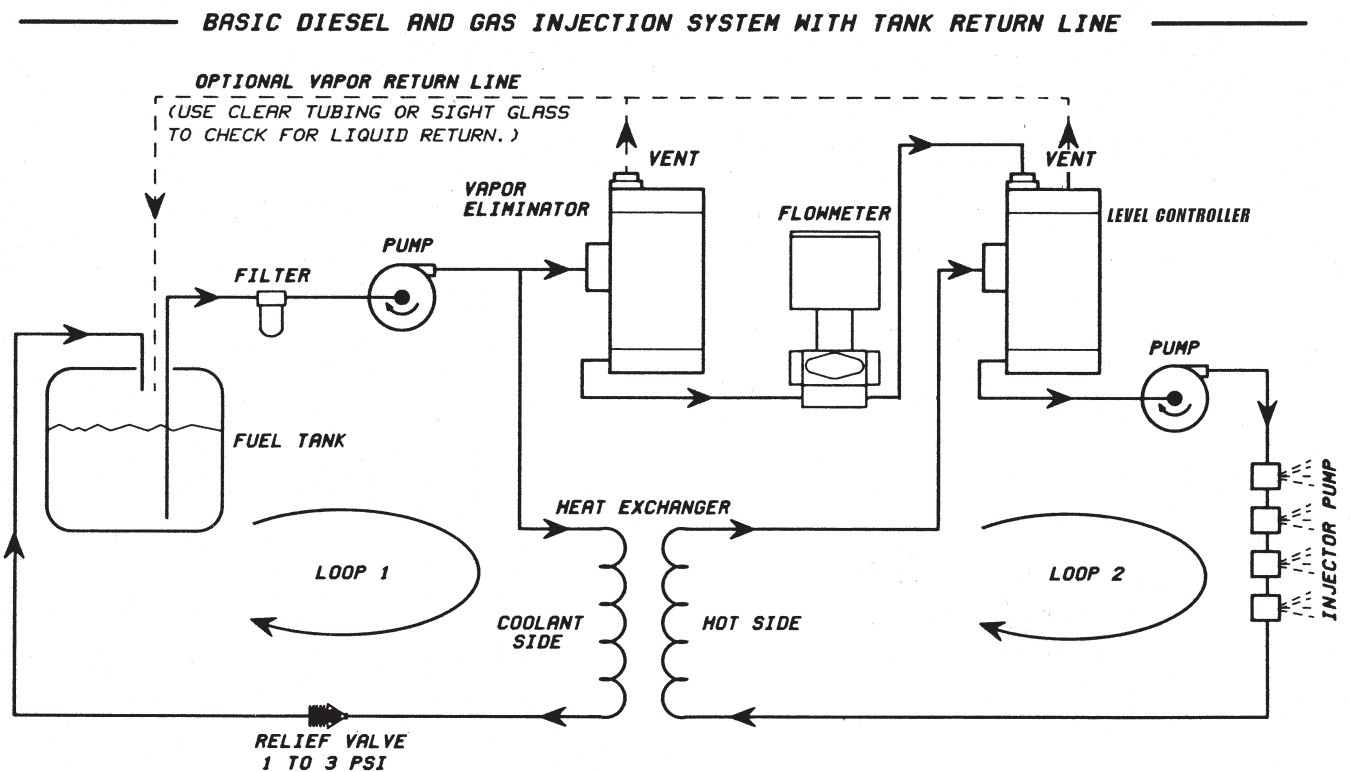 BASIC DIESEL AND GAS INJECTION SYSTEM WITH TANK RETURN LINE
OPTIONAL VAPOR RETURN LINE
(USE CLEAR TUBING OR SIGHT GLASS
TO CHECK FOR LIQUID RETURN.)
VENT
VENT
VAPOR
ELIMINATOR
FLOWMETER
LEVEL CONTROLLER
PUMP
FILTER
PUMP
FUEL TANK
HEAT EXCHANGER
LOOP 1
LOOP 2
INJECTOR PUMP
COOLANT
SIDE
HOT SIDE
RELIEF VALVE
1 TO 3 PSI